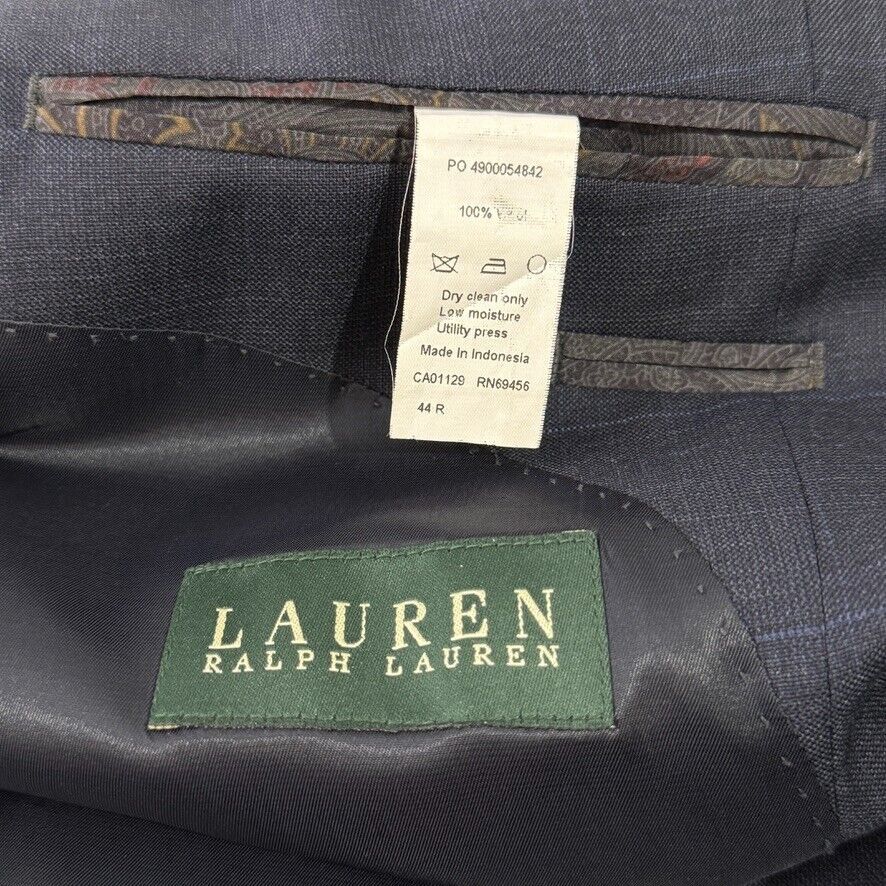 PO 4900054842
100%
Dry clean only
Low moisture
Utility press
Made In Indonesia
CA01129 RN69456
44 R
LAUREN
RALPH LAUREN